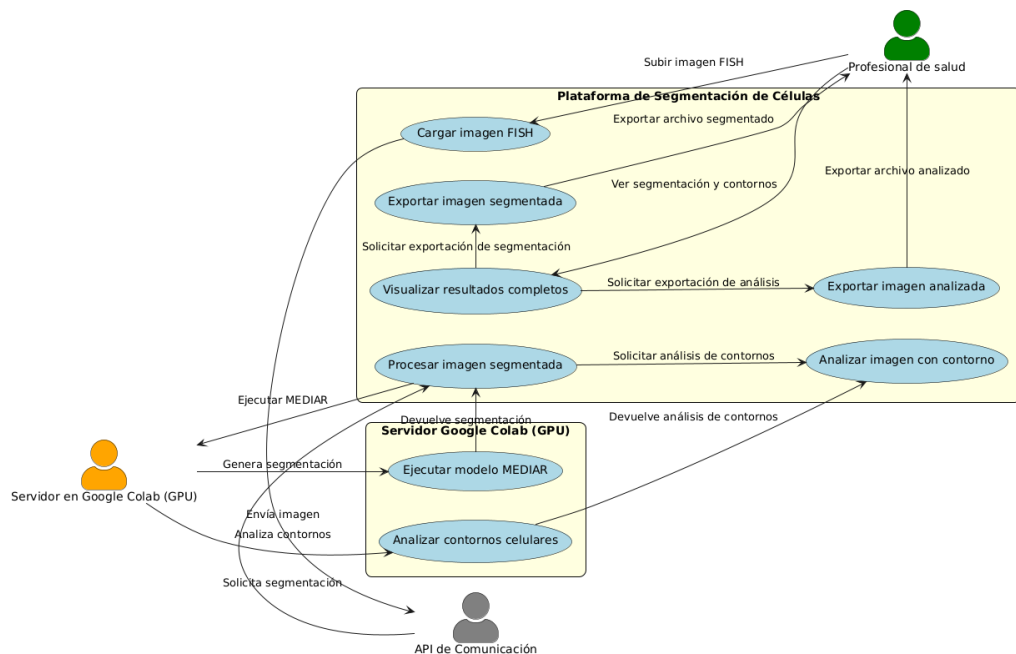 Subir imagen FISH
Profesional de salud
Plataforma de Segmentación de Células
Exportar archivo segmentado
Cargar imagen FISH
Exportar archivo analizado
Ver segmentación y contornos
Exportar imagen segmentada
Solicitar exportación de segmentación
Visualizar resultados completos
Solicitar exportación de análisis
Exportar imagen analizada
Procesar imagen segmentada
Solicitar análisis de contornos
Analizar imagen con contorno
Ejecutar MEDIAR
Devuelve segmentación
Devuelve análisis de contornos
Servidor Google Colab (GPU)
Genera segmentación
Ejecutar modelo MEDIAR
Servidor en Google Colab (GPU)
Envía imagen
Analiza contornos
Analizar contornos celulares
Solicita segmentación
API de Comunicación